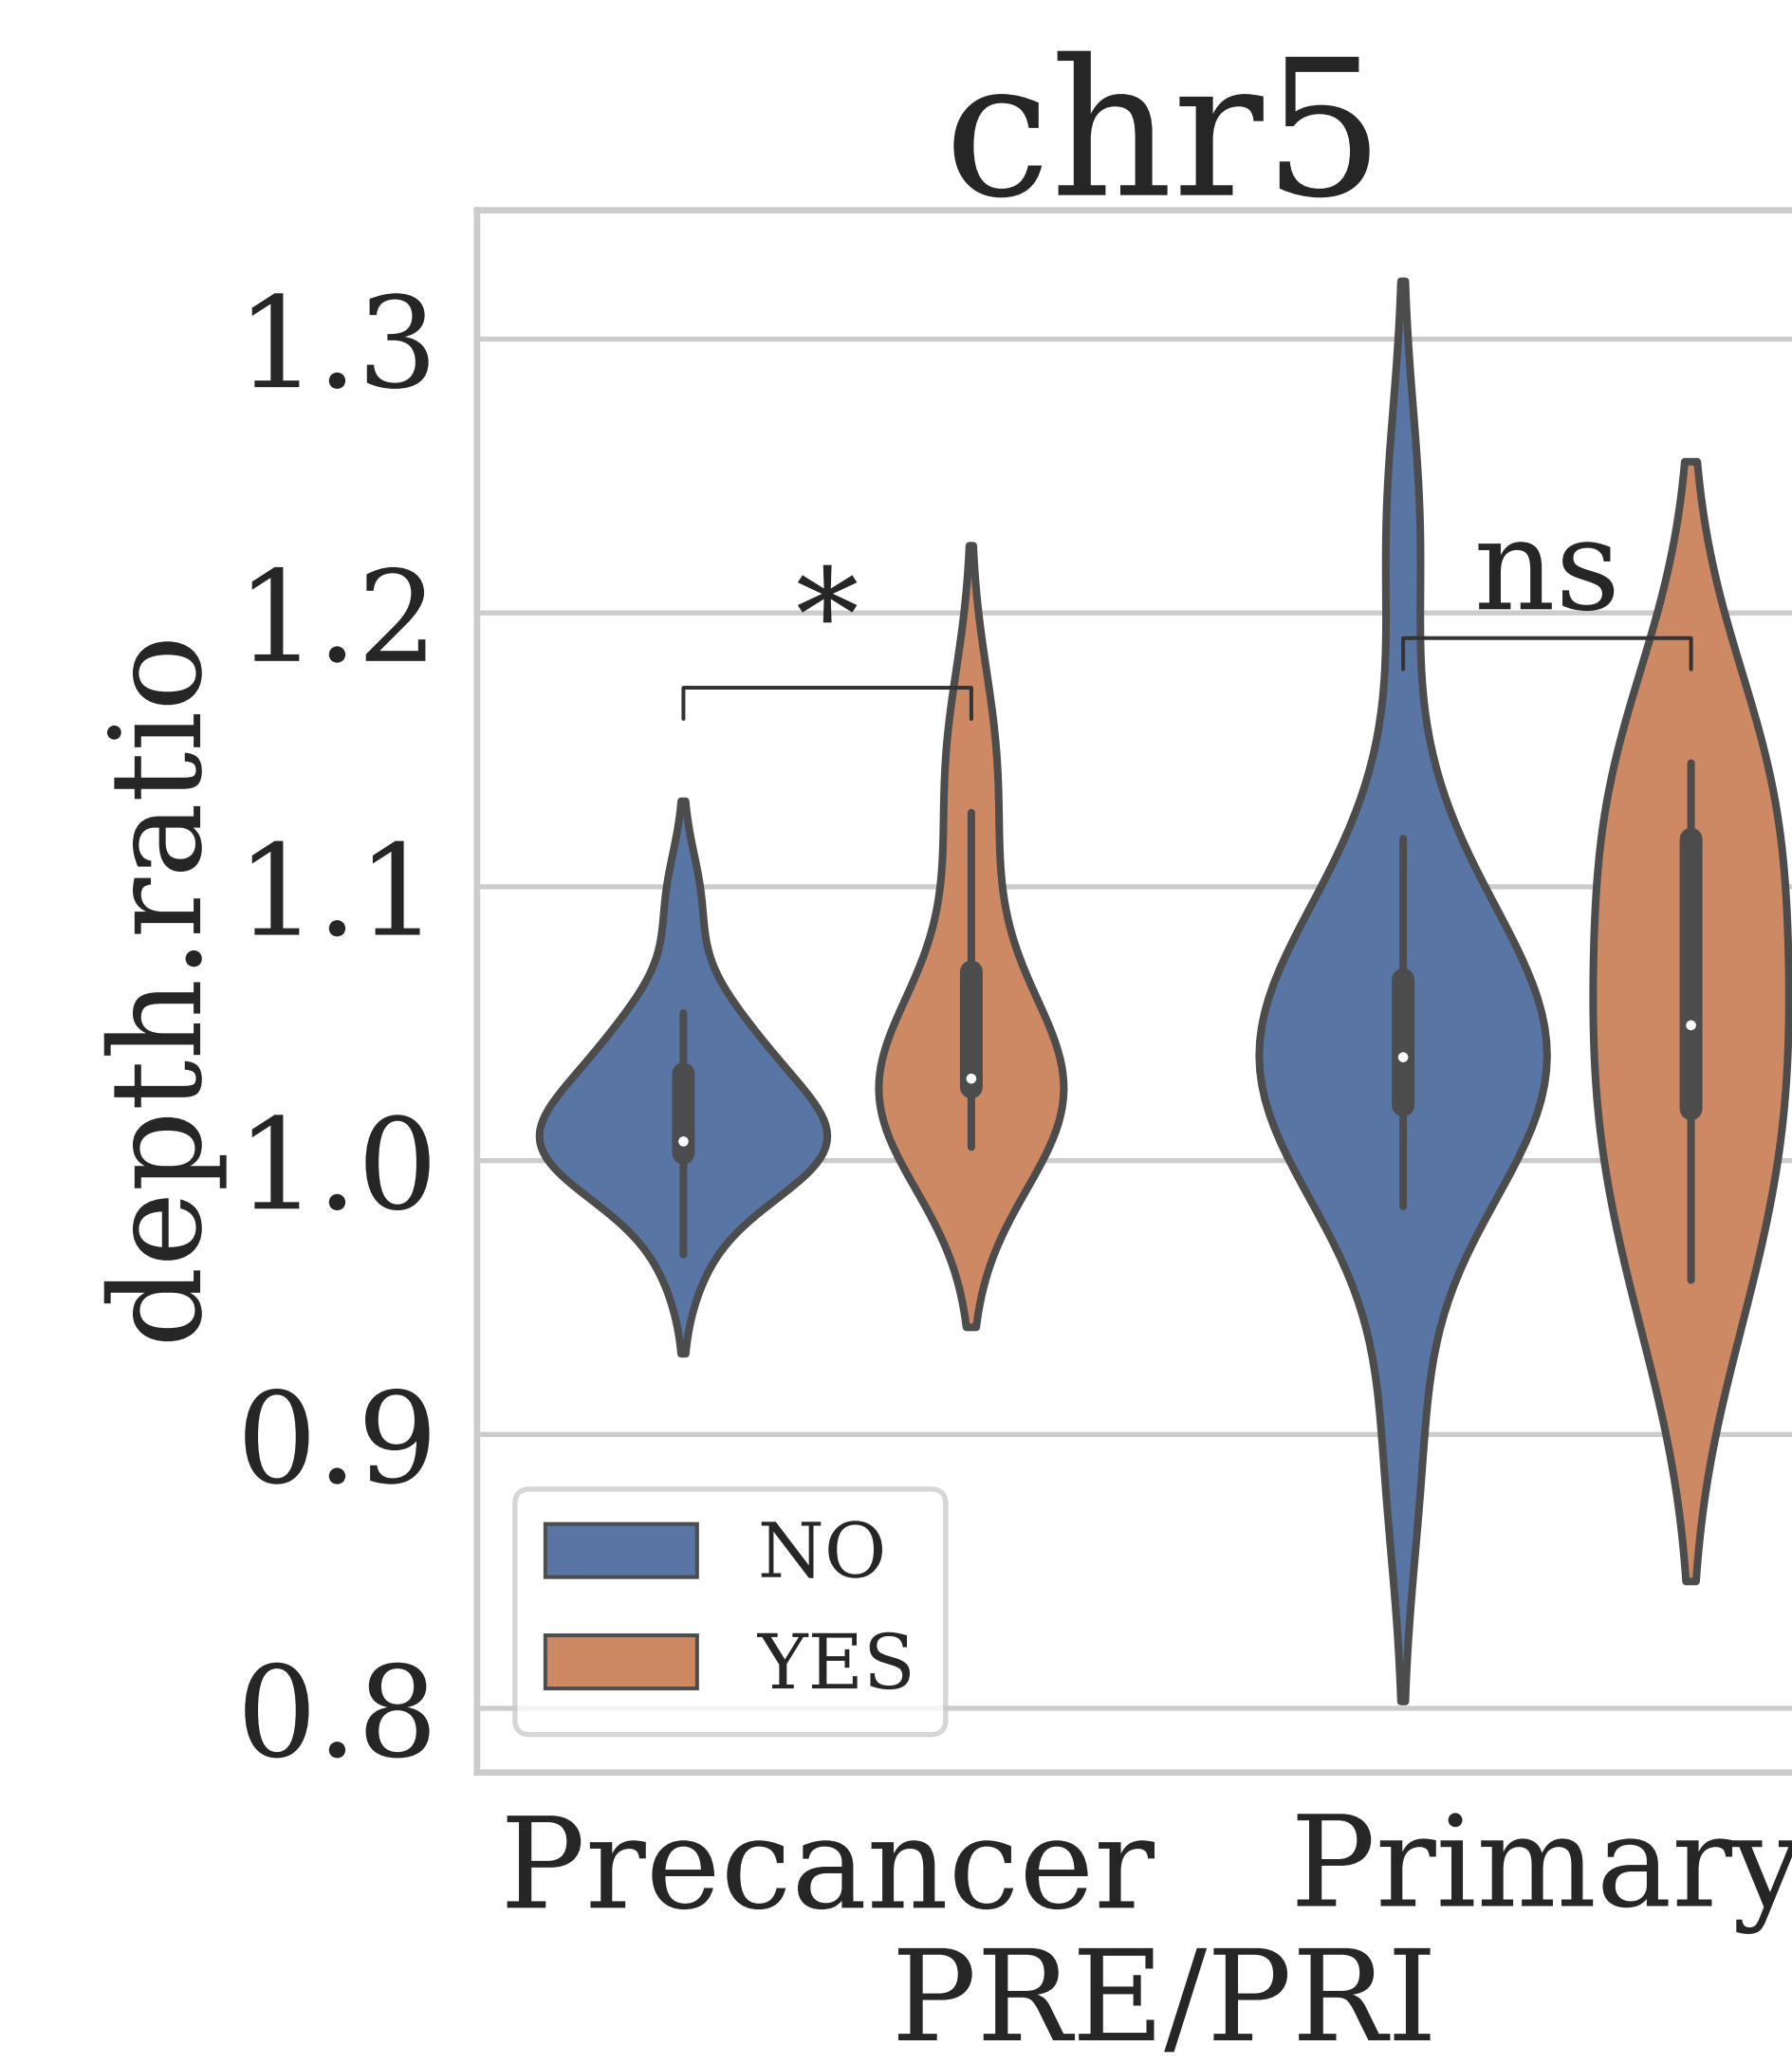 chr5
1.3
1.2
1.1
1.0
0.9
0.8
depth.ratio
*
ns
NO
YES
Precancer Primary
PRE/PRI